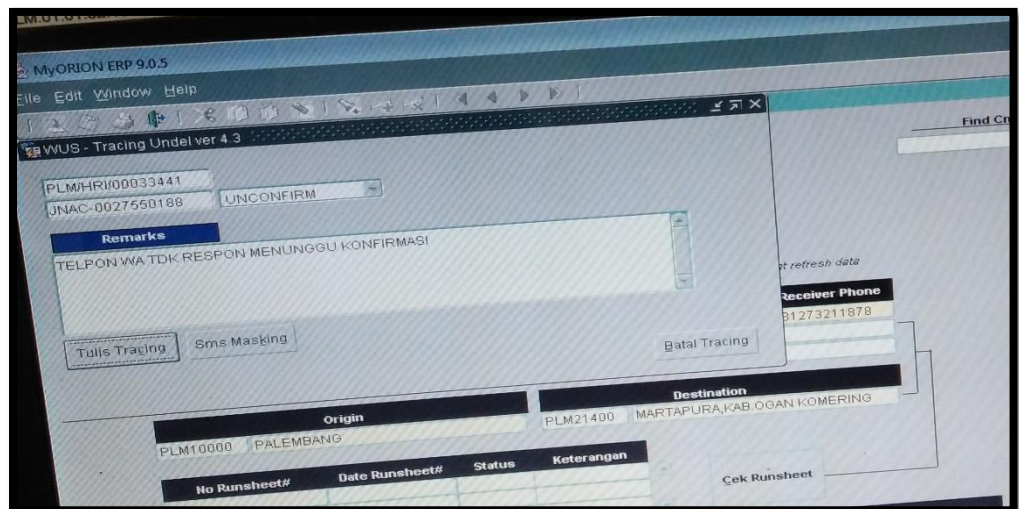 MyORION ERP 9.0.5
File Edit Window Help
WUS - Tracing Undel ver 4.3
Find
PLM/HRI/00033441
JNAC-0027550188 UNCONFIRM
Remarks
TELPON WA TDK RESPON MENUNGGU KONFIRMASI
refresh data
Receiver Phone
81273211878
Tulis Tracing Sms Masking Batal Tracing
Origin Destination
PLM10000 PALEMBANG PLM21400 MARTAPURA,KAB.OGAN KOMERING
No Runsheet# Date Runsheet# Status Keterangan
Cek Runsheet